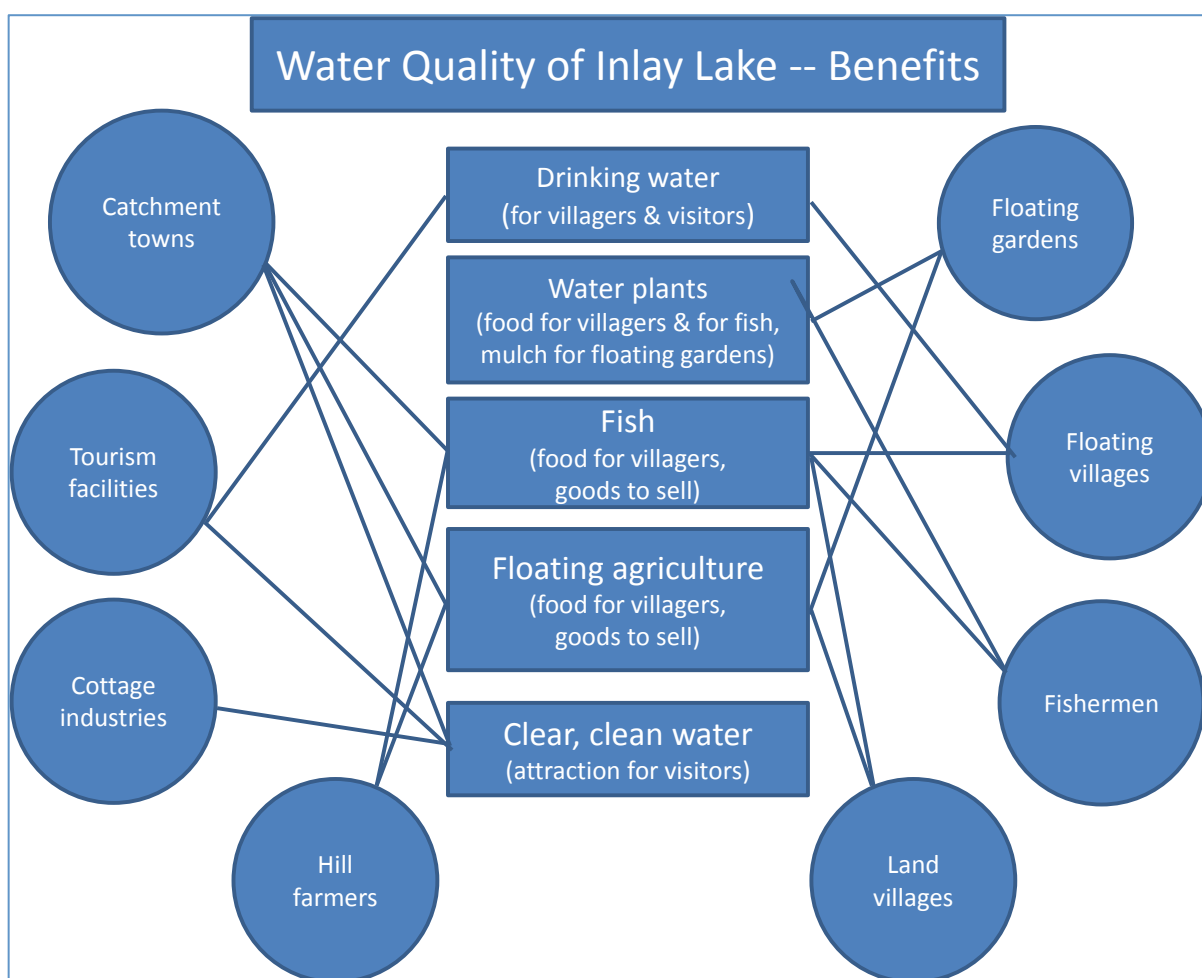 Water Quality of Inlay Lake -- Benefits
Catchment
towns
Tourism
facilities
Cottage
industries
Hill
farmers
Drinking water
(for villagers & visitors)
Water plants
(food for villagers & for fish,
mulch for floating gardens)
Fish
(food for villagers,
goods to sell)
Floating agriculture
(food for villagers,
goods to sell)
Clear, clean water
(attraction for visitors)
Floating
gardens
Floating
villages
Fishermen
Land
villages